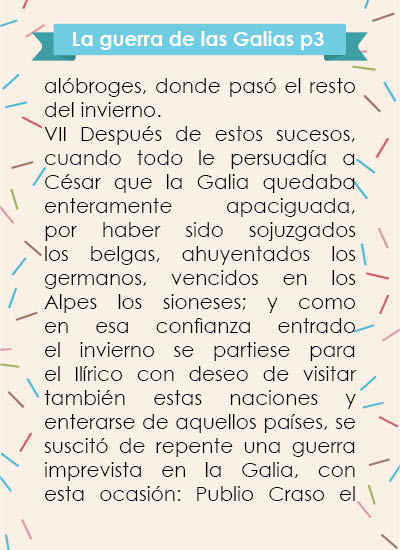 La guerra de las Galias p3
alóbroges, donde pasó el resto
del invierno.
VII Después de estos sucesos,
cuando todo le persuadía a
César que la Galia quedaba
enteramente apaciguada,
por haber sido sojuzgados
los belgas, ahuyentados los
germanos, vencidos en los
Alpes los sioneses; y como
en esa confianza entrado
el invierno se partiese para
el Ilírico con deseo de visitar
también estas naciones y
enterarse de aquellos países, se
suscitó de repente una guerra
imprevista en la Galia, con
esta ocasión: Publio Craso el